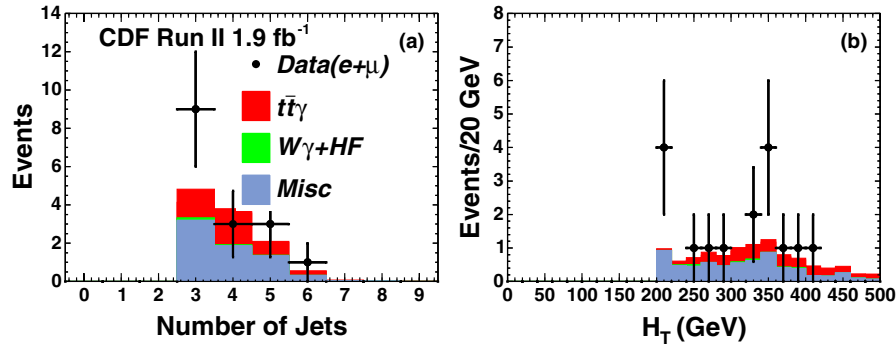 14
12
10
8
6
4
2
0
Events
CDF Run II 1.9 fb⁻¹
(a)
Data(e+μ)
tt̄γ
Wγ+HF
Misc
0 1 2 3 4 5 6 7 8 9
Number of Jets
8
7
6
5
4
3
2
1
0
Events/20 GeV
(b)
0 50 100 150 200 250 300 350 400 450 500
H_T (GeV)